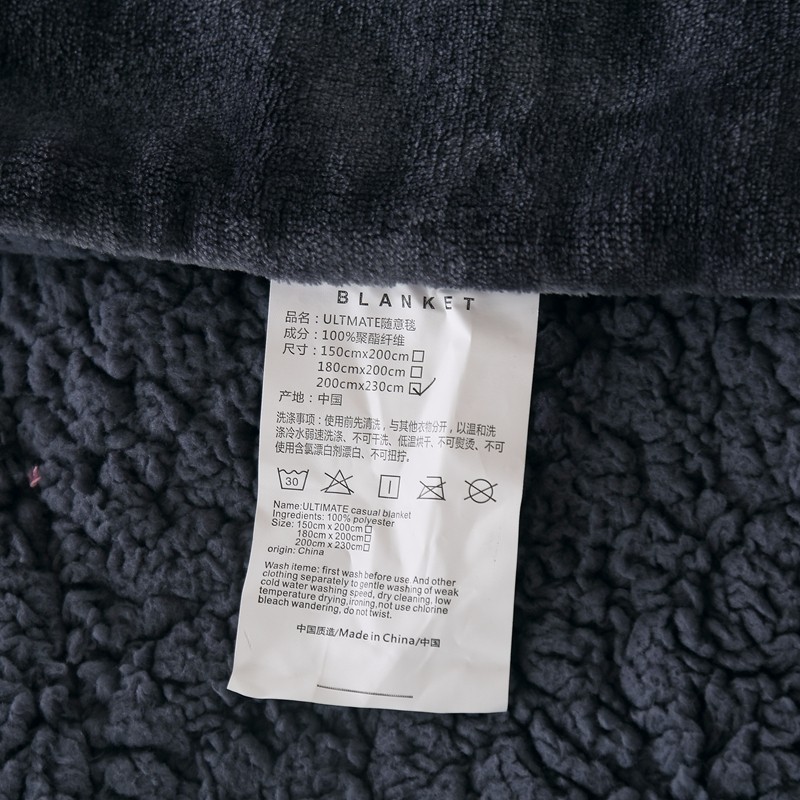 BLANKET
品名：ULTMATE随意毯
成分：100%聚酯纤维
尺寸：150cmx200cm
180cmx200cm
200cmx230cm
产地：中国
洗涤事项：使用前先清洗，与其他衣物分开，以温和洗
涤冷水弱速洗涤、不可干洗、低温烘干、不可熨烫、不可
使用含氯漂白剂漂白、不可扭拧。
30
Name:ULTIMATE casual blanket
Ingredients: 100% polyester
Size: 150cm x 200cm
180cm x 200cm
200cm x 230cm
origin: China
Wash iteme: first wash before use. And other
clothing separately to gentle washing of weak
cold water washing speed, dry cleaning, low
temperature drying,ironing,not use chlorine
bleach wandering, do not twist.
中国质造/Made in China/中国